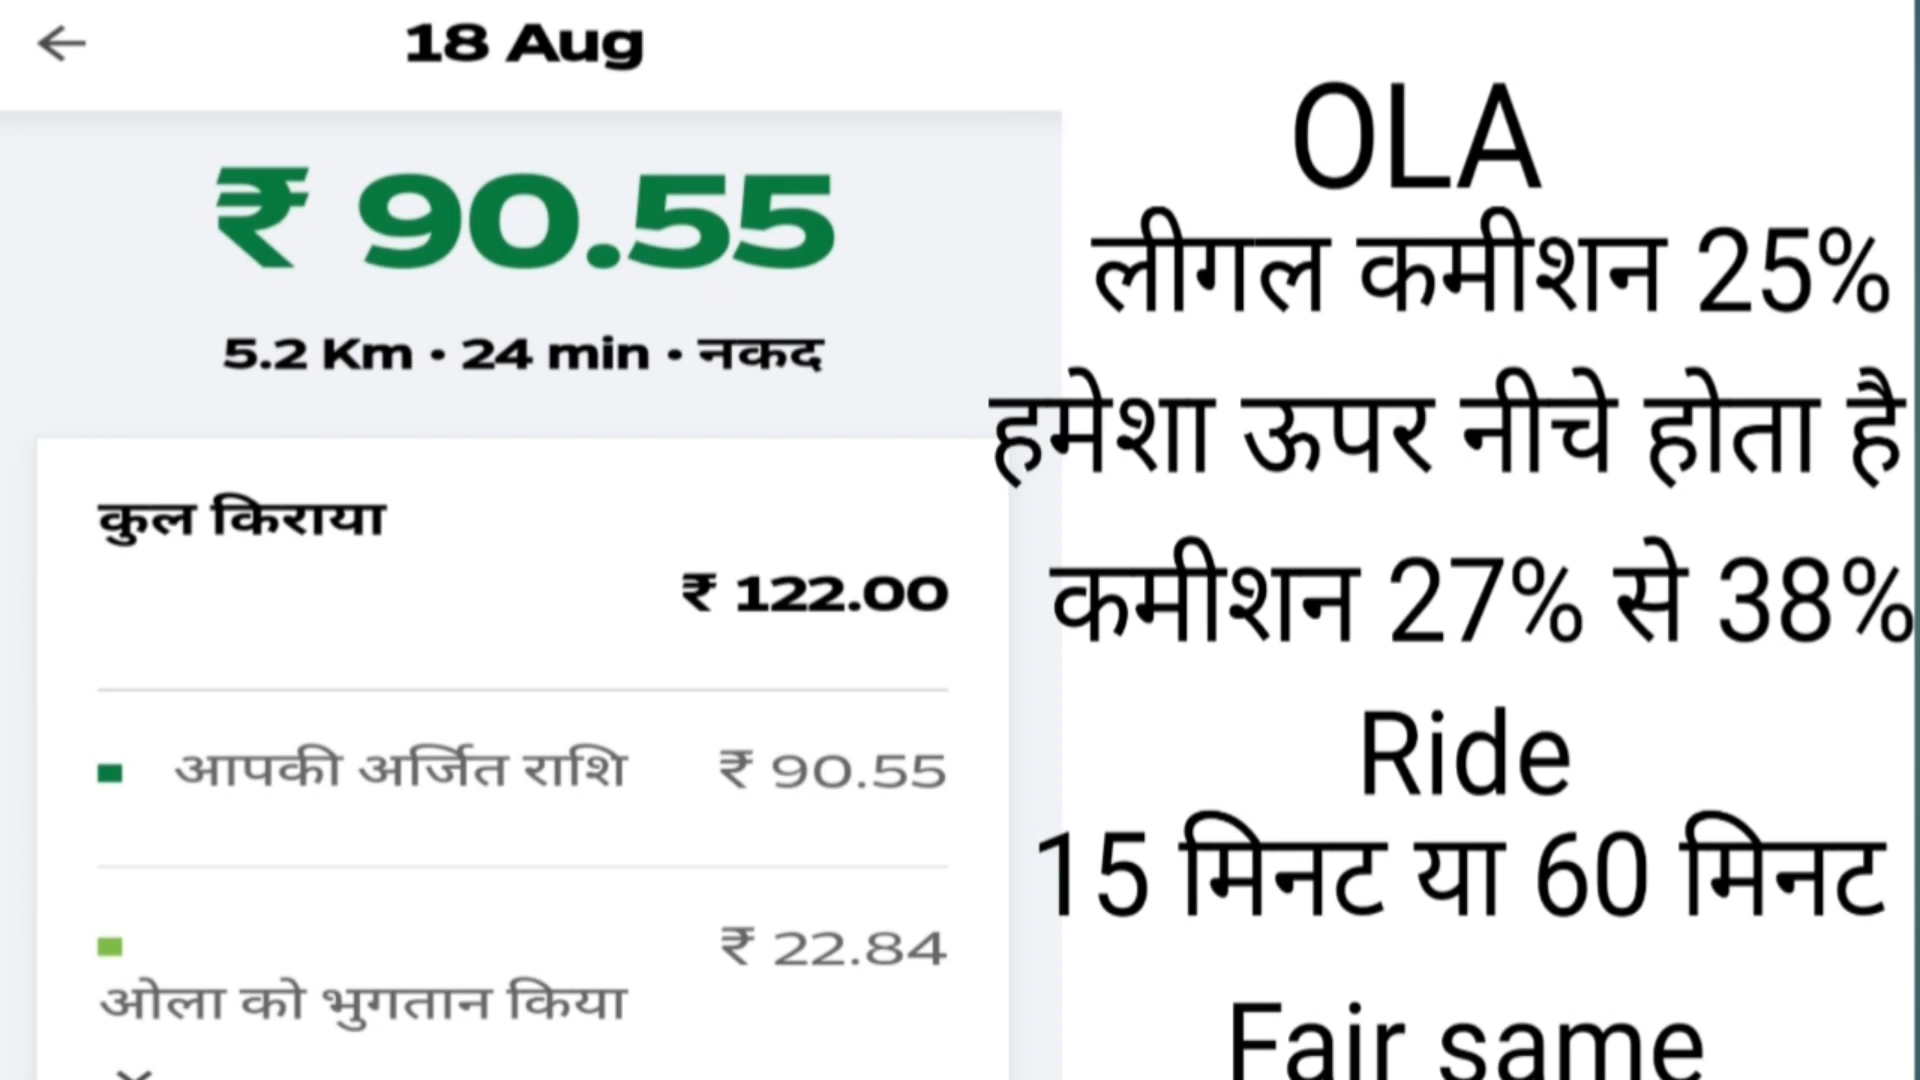 18 Aug
₹ 90.55
5.2 Km • 24 min • नकद
कुल किराया
₹ 122.00
आपकी अर्जित राशि ₹ 90.55
₹ 22.84
ओला को भुगतान किया
OLA
लीगल कमीशन 25%
हमेशा ऊपर नीचे होता है
कमीशन 27% से 38%
Ride
15 मिनट या 60 मिनट
Fair same